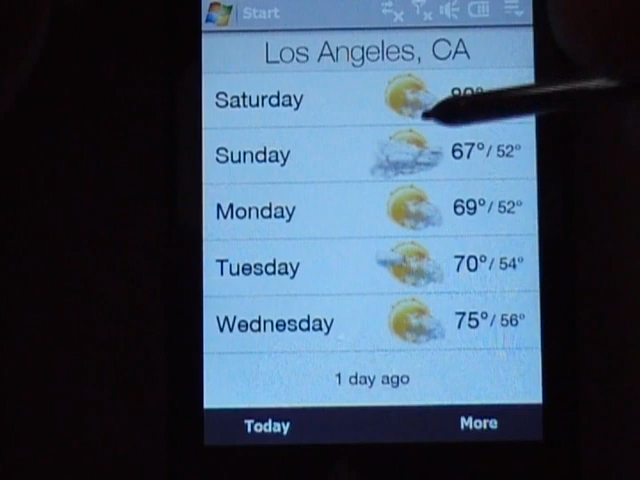 Start
Los Angeles, CA
Saturday
Sunday 67°/ 52°
Monday 69°/ 52°
Tuesday 70°/ 54°
Wednesday 75°/ 56°
1 day ago
Today More